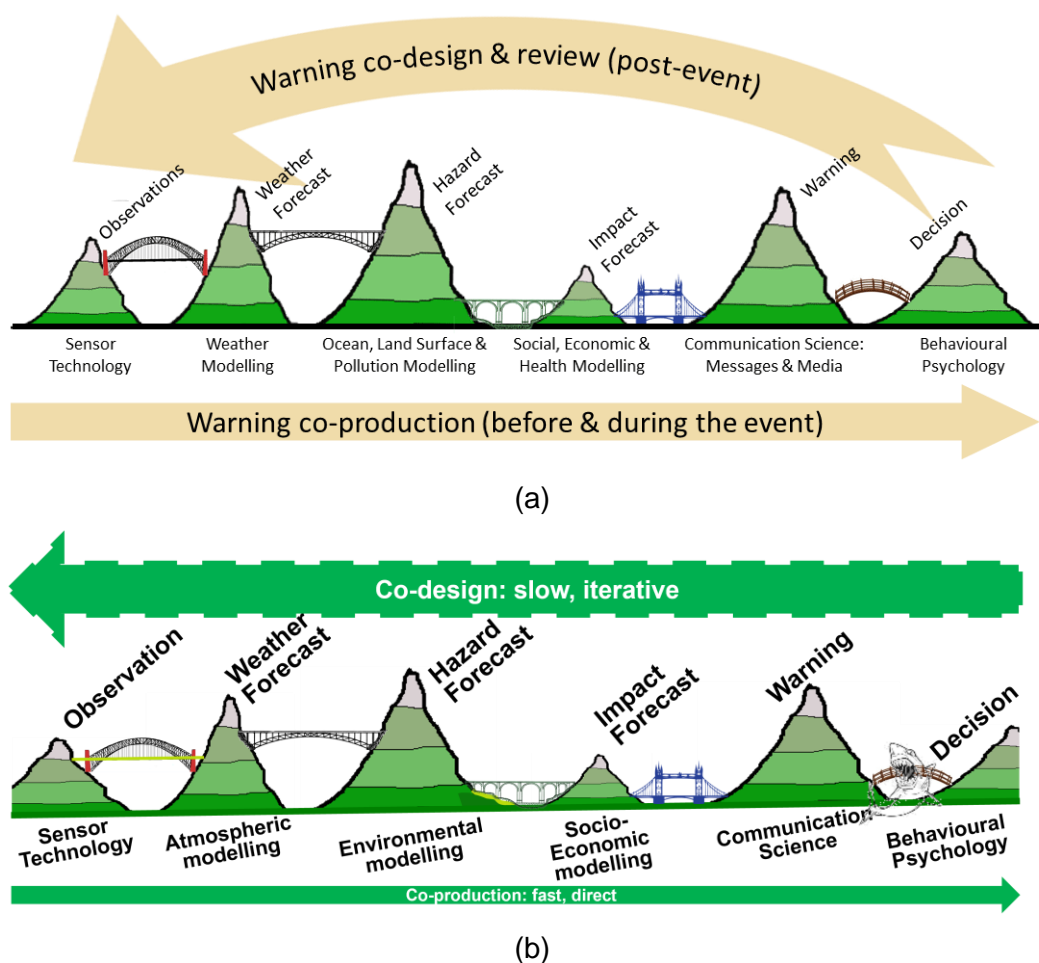 Warning co-design & review (post-event)
Observations
Weather
Forecast
Hazard
Forecast
Impact
Forecast
Warning
Decision
Sensor
Technology
Weather
Modelling
Ocean, Land Surface &
Pollution Modelling
Social, Economic &
Health Modelling
Communication Science:
Messages & Media
Behavioural
Psychology
Warning co-production (before & during the event)
(a)
Co-design: slow, iterative
Observation
Weather
Forecast
Hazard
Forecast
Impact
Forecast
Warning
Decision
Sensor
Technology
Atmospheric
modelling
Environmental
modelling
Socio-
Economic
modelling
Communication
Science
Behavioural
Psychology
Co-production: fast, direct
(b)